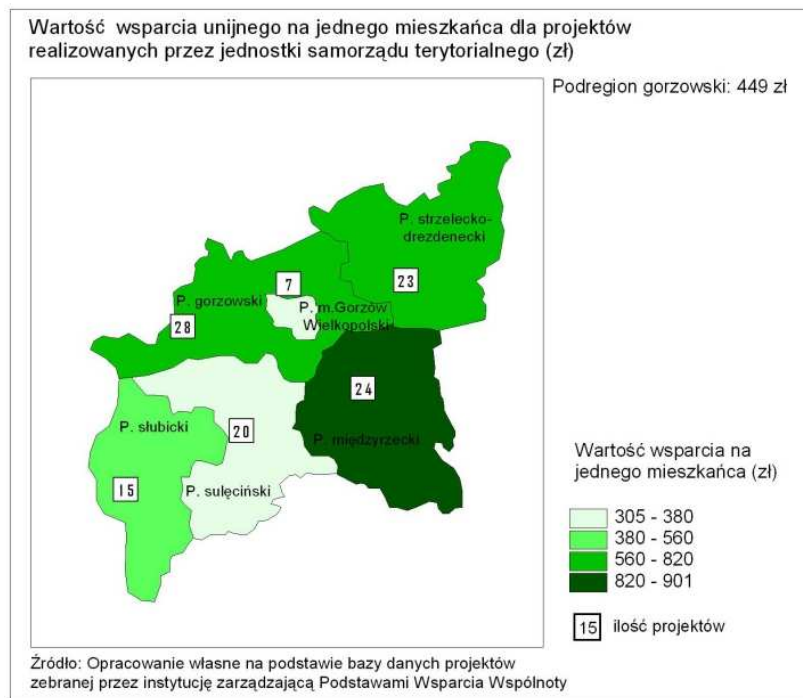 Wartość wsparcia unijnego na jednego mieszkańca dla projektów
realizowanych przez jednostki samorządu terytorialnego (zł)
Podregion gorzowski: 449 zł
P. strzelecko-
drezdenecki
23
7
P. gorzowski
P. m.Gorzów
Wielkopolski
28
24
P. słubicki
20
P. międzyrzecki
15
P. sulęciński
Wartość wsparcia na
jednego mieszkańca (zł)
305 - 380
380 - 560
560 - 820
820 - 901
15 ilość projektów
Źródło: Opracowanie własne na podstawie bazy danych projektów
zebranej przez instytucję zarządzającą Podstawami Wsparcia Wspólnoty